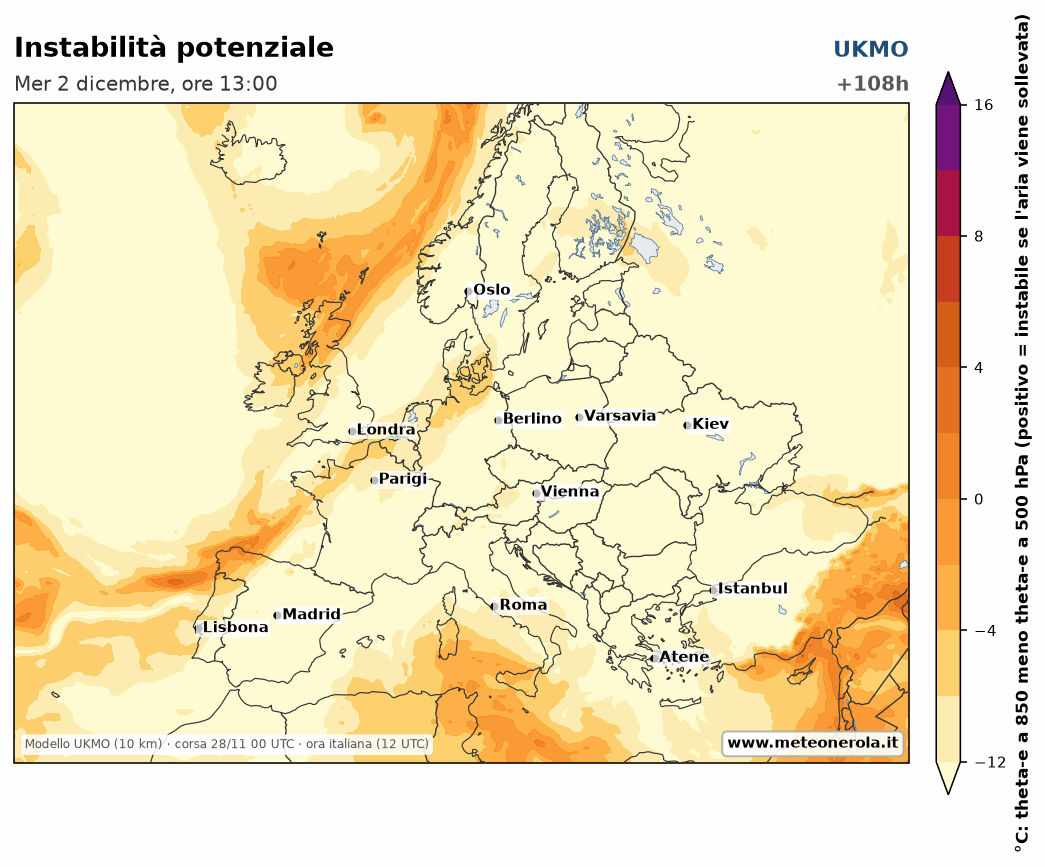 Instabilità potenziale
UKMO
Mer 2 dicembre, ore 13:00
+108h
Oslo
Londra
Berlino
Varsavia
Kiev
Parigi
Vienna
Istanbul
Roma
Madrid
Lisbona
Atene
Modello UKMO (10 km) · corsa 28/11 00 UTC · ora italiana (12 UTC)
www.meteonerola.it
16
8
4
0
−4
−12
°C: theta-e a 850 meno theta-e a 500 hPa (positivo = instabile se l'aria viene sollevata)